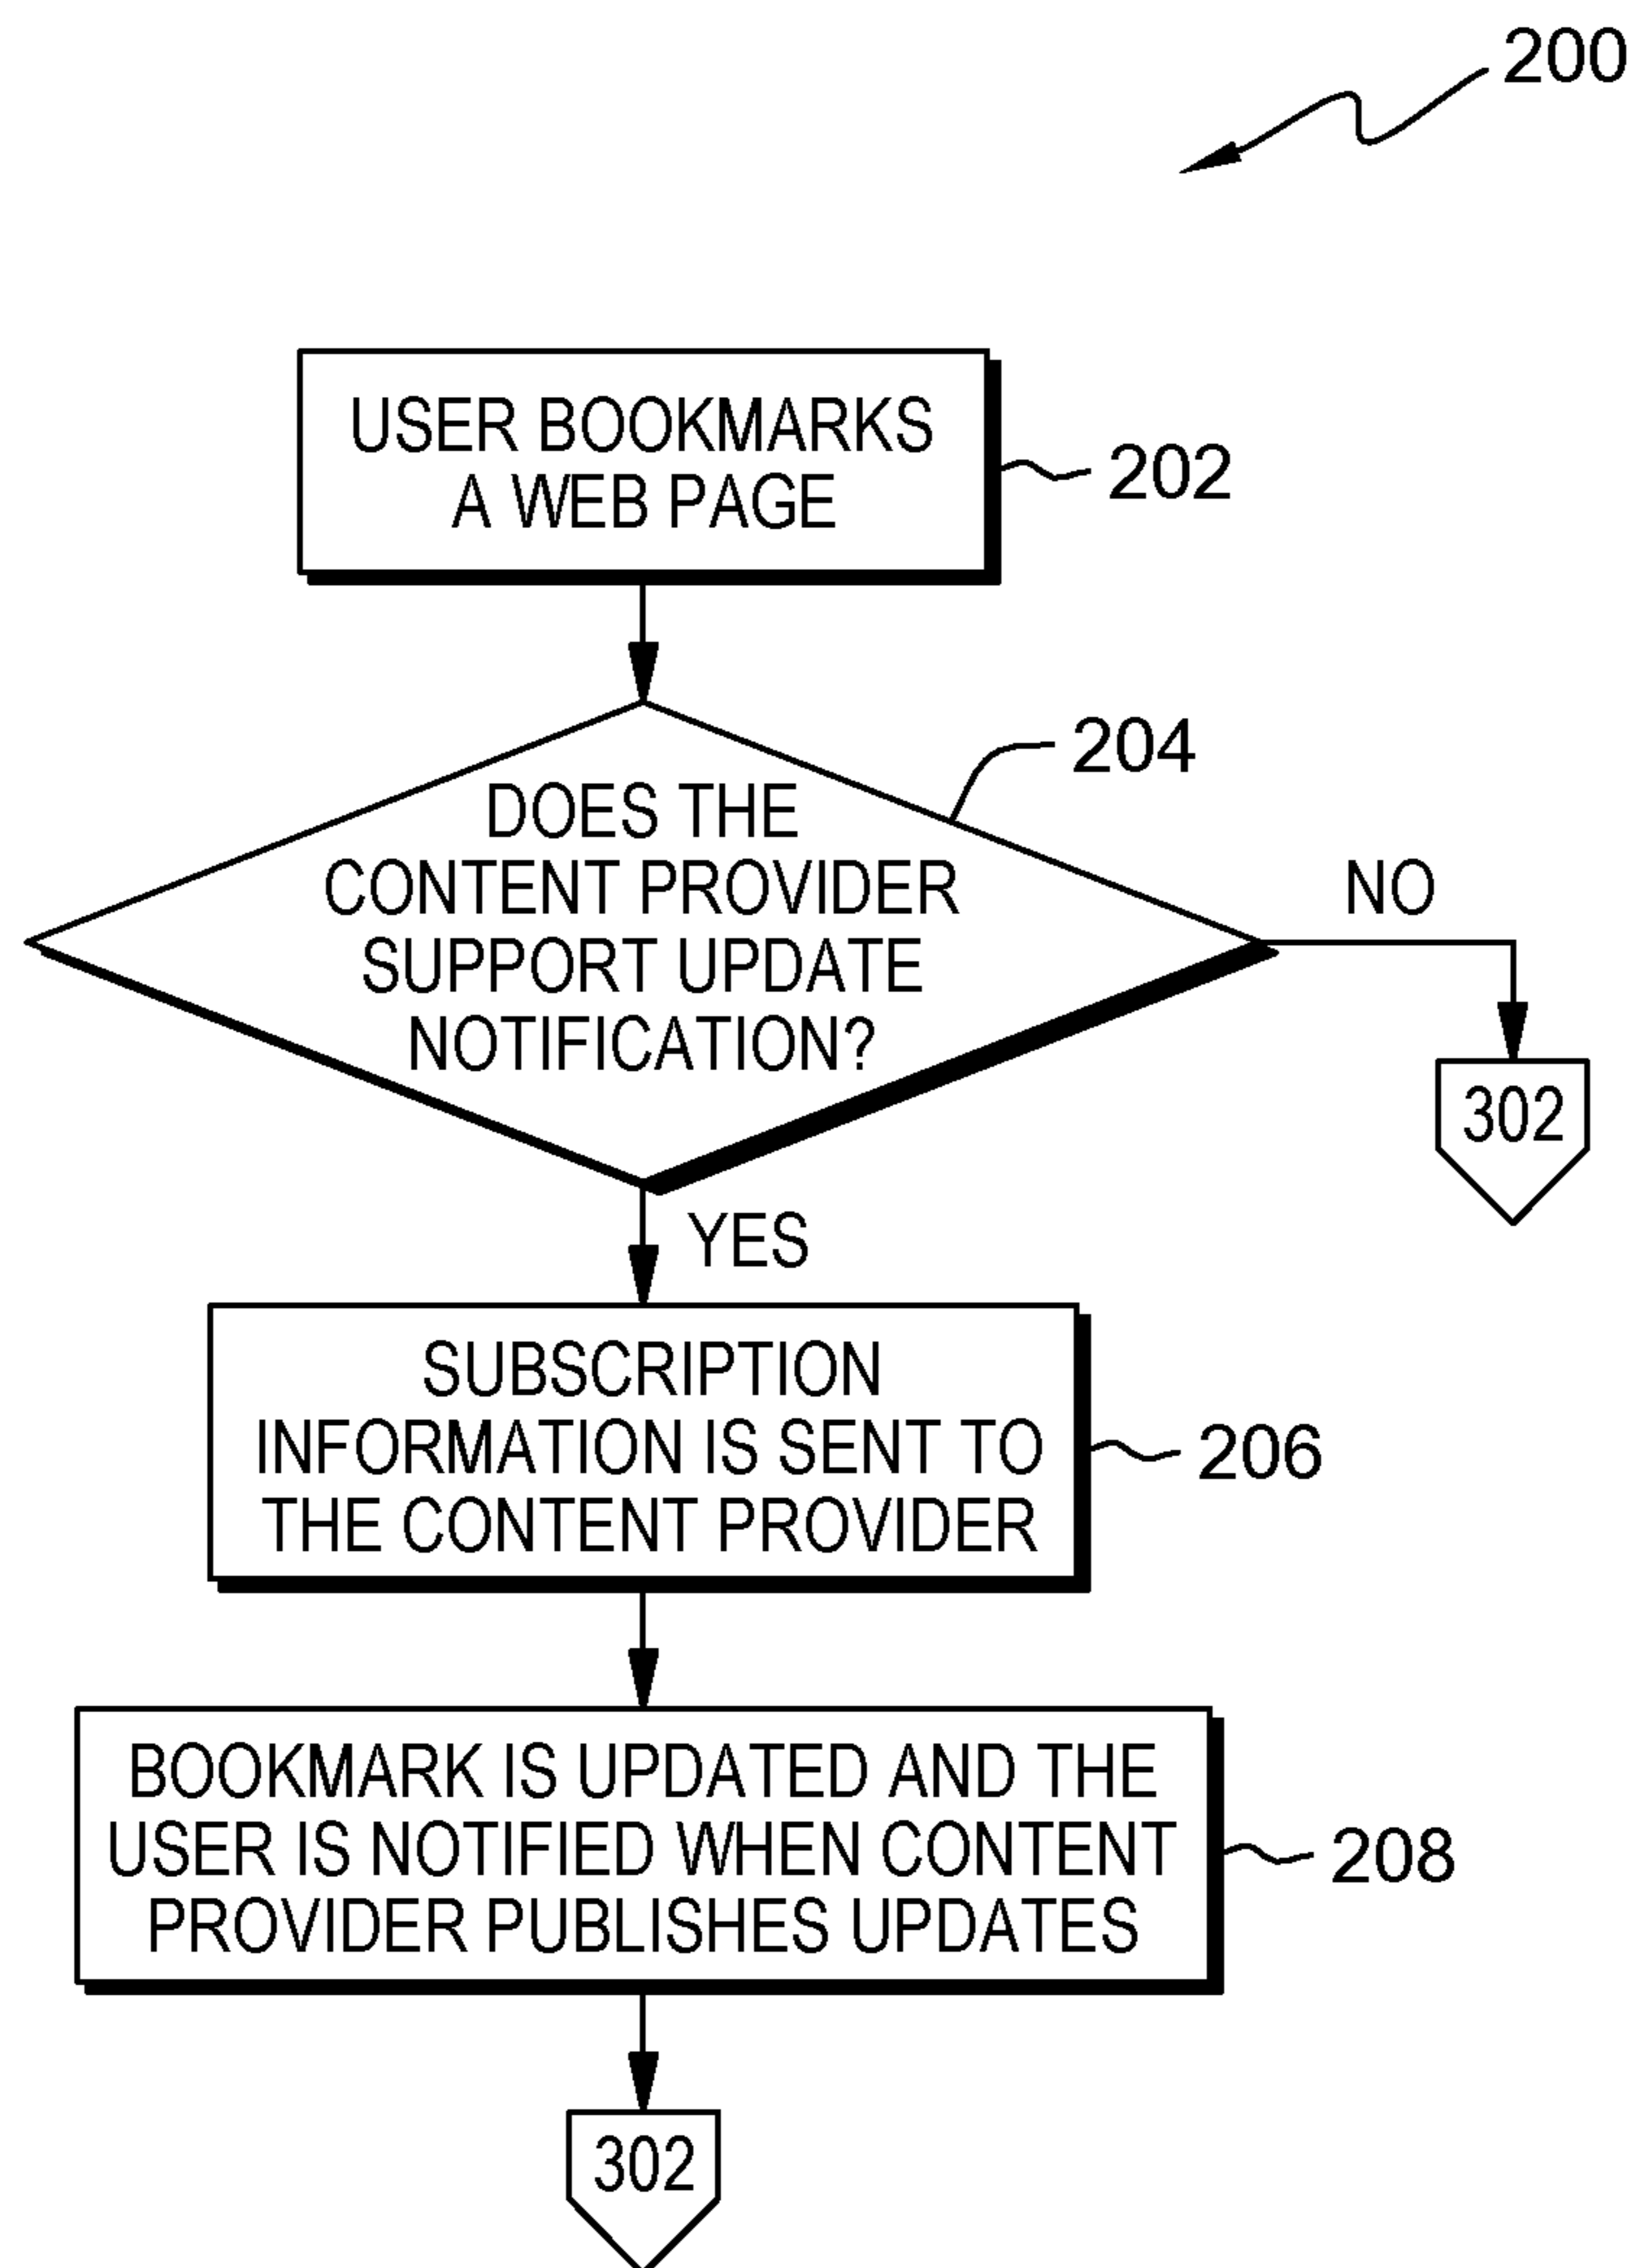 200
USER BOOKMARKS
A WEB PAGE
202
204
DOES THE
CONTENT PROVIDER
SUPPORT UPDATE
NOTIFICATION?
NO
302
YES
SUBSCRIPTION
INFORMATION IS SENT TO
THE CONTENT PROVIDER
206
BOOKMARK IS UPDATED AND THE
USER IS NOTIFIED WHEN CONTENT
PROVIDER PUBLISHES UPDATES
208
302